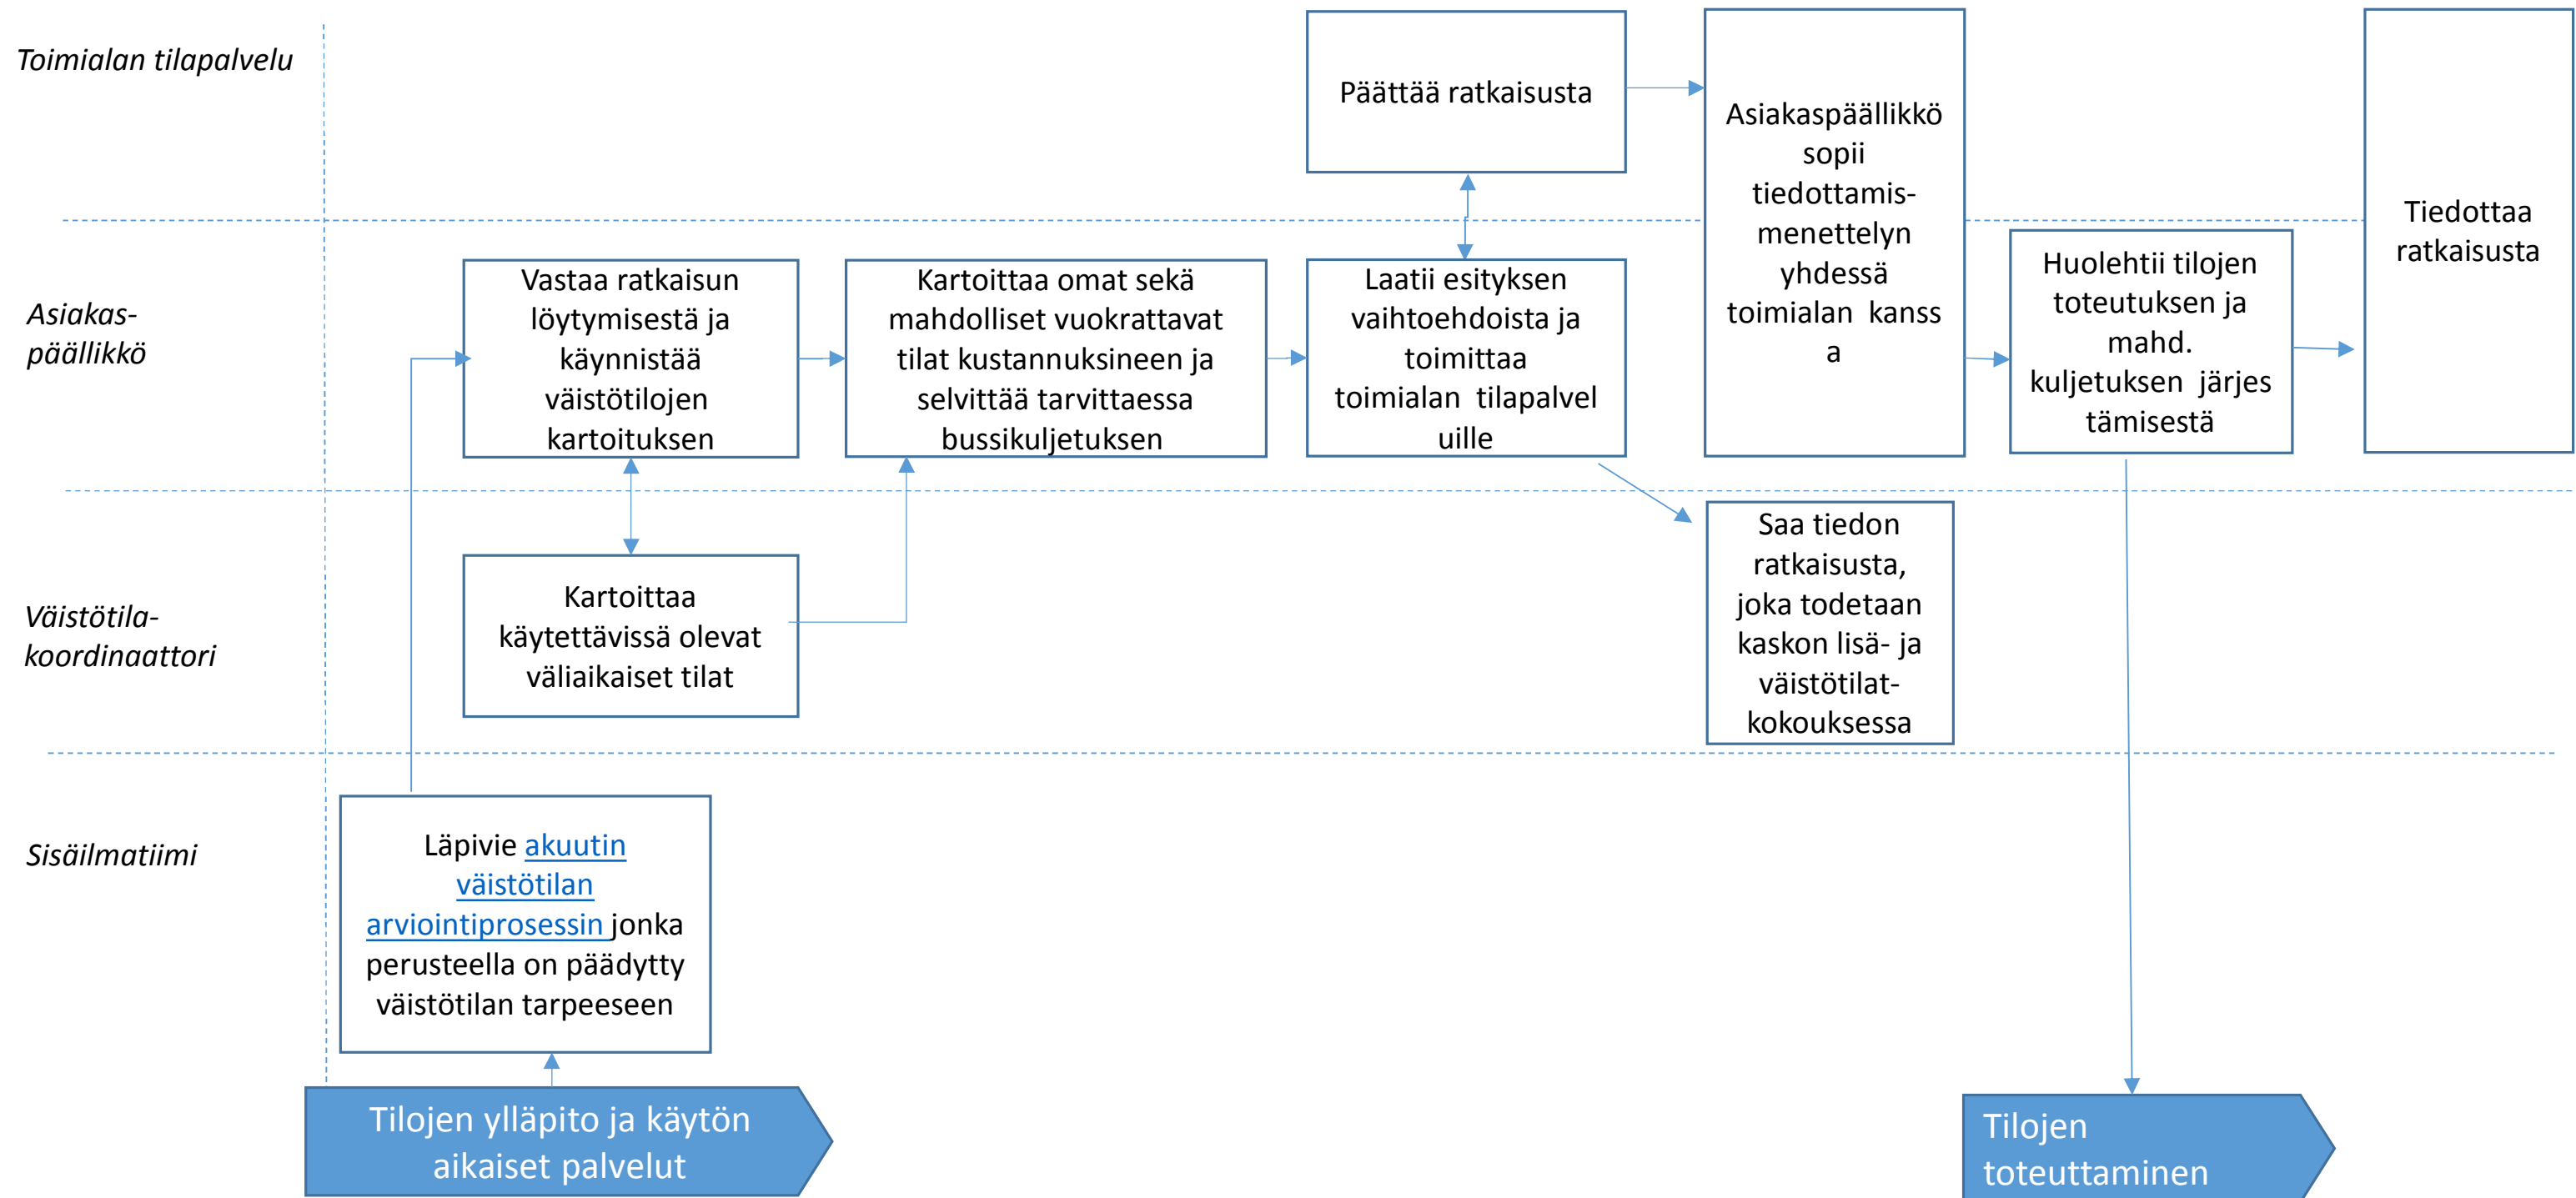 Toimialan tilapalvelu
Päättää ratkaisusta
Asiakaspäällikkö
sopii
tiedottamis-
menettelyn
yhdessä
toimialan kanss
a
Tiedottaa
ratkaisusta
Asiakas-
päällikkö
Vastaa ratkaisun
löytymisestä ja
käynnistää
väistötilojen
kartoituksen
Kartoittaa omat sekä
mahdolliset vuokrattavat
tilat kustannuksineen ja
selvittää tarvittaessa
bussikuljetuksen
Laatii esityksen
vaihtoehdoista ja
toimittaa
toimialan tilapalvel
uille
Huolehtii tilojen
toteutuksen ja
mahd.
kuljetuksen järjes
tämisestä
Väistötila-
koordinaattori
Kartoittaa
käytettävissä olevat
väliaikaiset tilat
Saa tiedon
ratkaisusta,
joka todetaan
kaskon lisä- ja
väistötilat-
kokouksessa
Sisäilmatiimi
Läpivie akuutin
väistötilan
arviointiprosessin jonka
perusteella on päädytty
väistötilan tarpeeseen
Tilojen ylläpito ja käytön
aikaiset palvelut
Tilojen
toteuttaminen